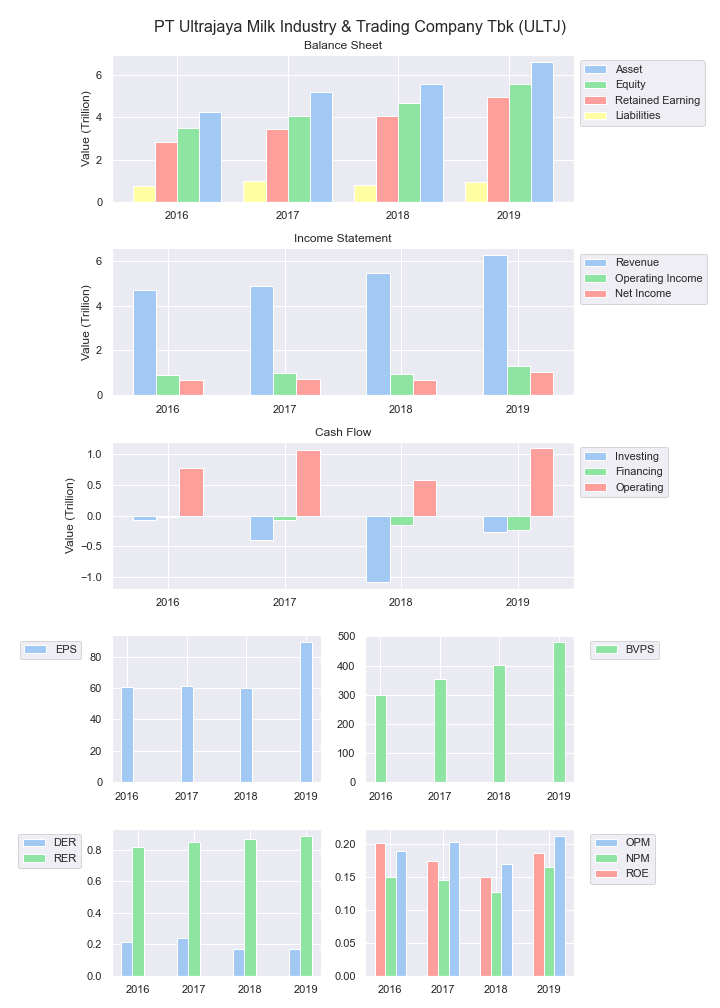 PT Ultrajaya Milk Industry & Trading Company Tbk (ULTJ)
Balance Sheet
Value (Trillion)
6
4
2
0
2016 2017 2018 2019
Asset
Equity
Retained Earning
Liabilities
Income Statement
Value (Trillion)
6
4
2
0
2016 2017 2018 2019
Revenue
Operating Income
Net Income
Cash Flow
Value (Trillion)
1.0
0.5
0.0
−0.5
−1.0
2016 2017 2018 2019
Investing
Financing
Operating
EPS
80
60
40
20
0
2016 2017 2018 2019
500
400
300
200
100
0
2016 2017 2018 2019
BVPS
DER
RER
0.8
0.6
0.4
0.2
0.0
2016 2017 2018 2019
0.20
0.15
0.10
0.05
0.00
2016 2017 2018 2019
OPM
NPM
ROE